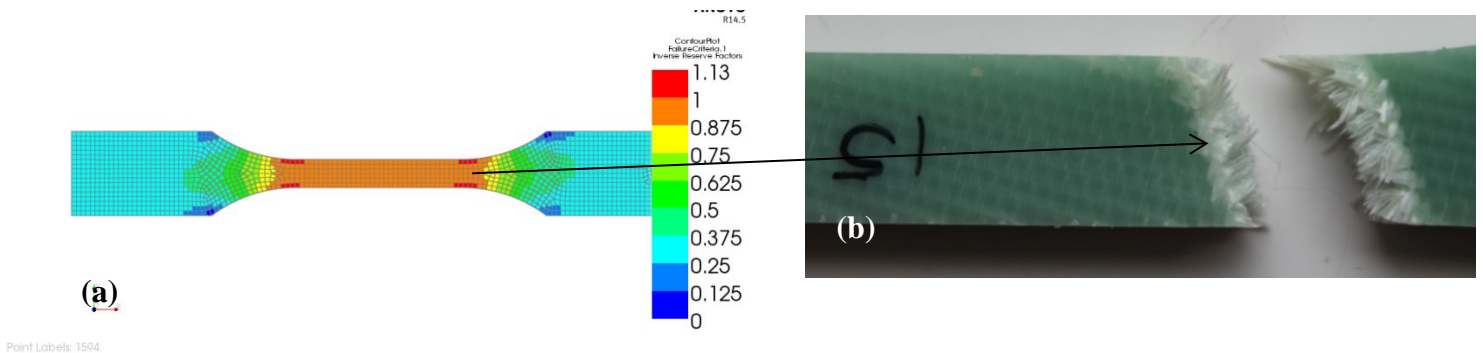 R14.5
ContourPlot
FailureCriteria.1
Inverse Reserve Factors
1.13
1
0.875
0.75
0.625
0.5
0.375
0.25
0.125
0
(a)
Point Labels: 1594
15
(b)